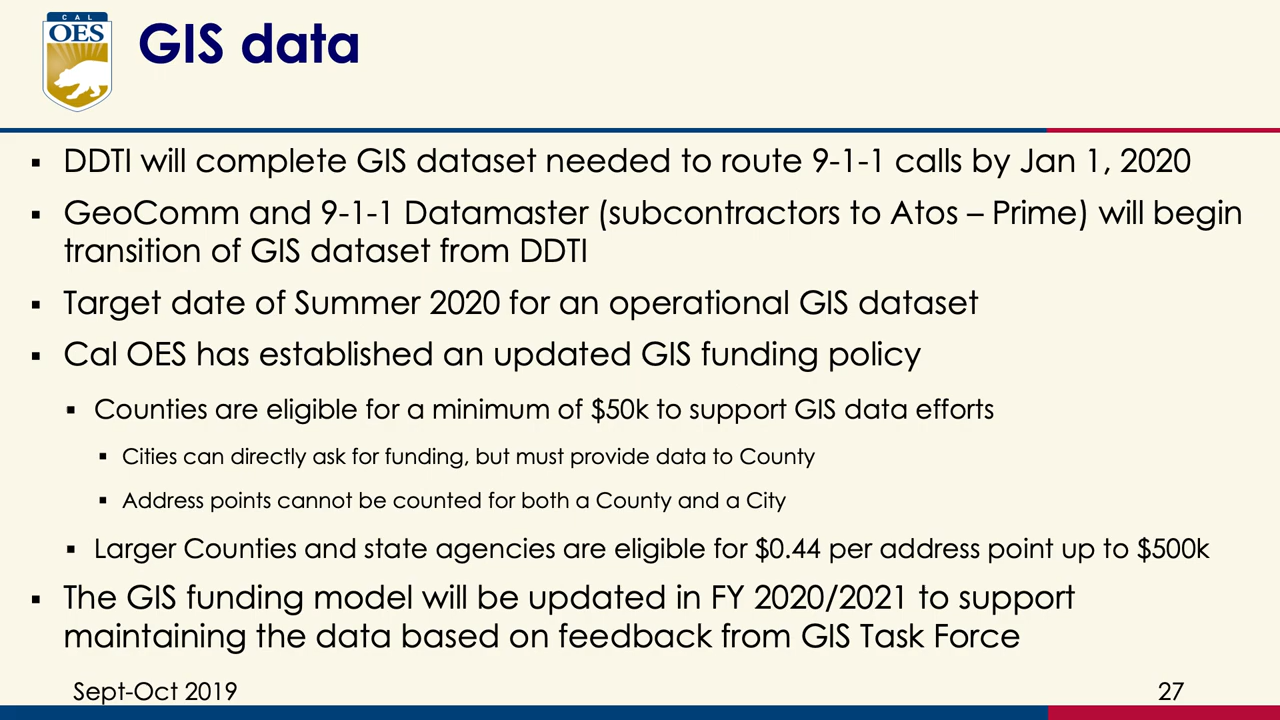 CAL
OES
GIS data
▪ DDTI will complete GIS dataset needed to route 9-1-1 calls by Jan 1, 2020
▪ GeoComm and 9-1-1 Datamaster (subcontractors to Atos – Prime) will begin
transition of GIS dataset from DDTI
▪ Target date of Summer 2020 for an operational GIS dataset
▪ Cal OES has established an updated GIS funding policy
▪ Counties are eligible for a minimum of $50k to support GIS data efforts
▪ Cities can directly ask for funding, but must provide data to County
▪ Address points cannot be counted for both a County and a City
▪ Larger Counties and state agencies are eligible for $0.44 per address point up to $500k
▪ The GIS funding model will be updated in FY 2020/2021 to support
maintaining the data based on feedback from GIS Task Force
Sept-Oct 2019
27